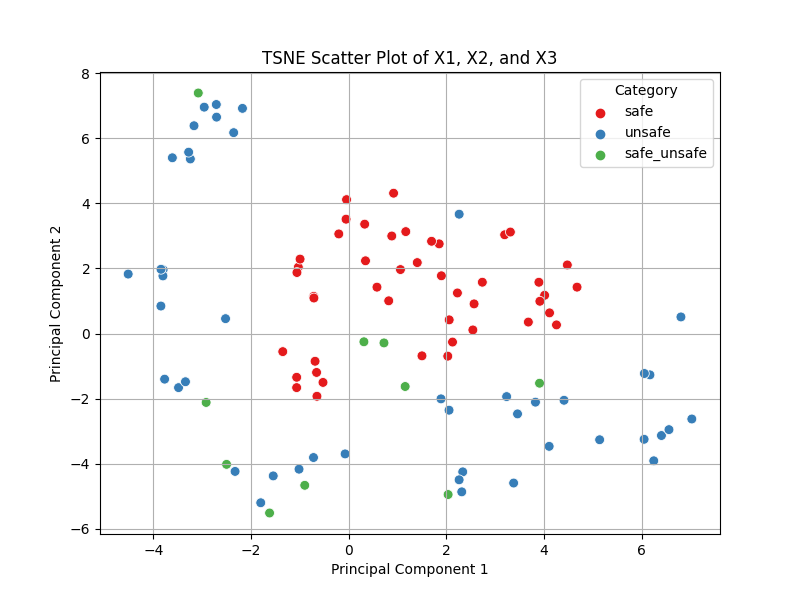 TSNE Scatter Plot of X1, X2, and X3
Category
safe
unsafe
safe_unsafe
Principal Component 2
8
6
4
2
0
−2
−4
−6
−4
−2
0
2
4
6
Principal Component 1